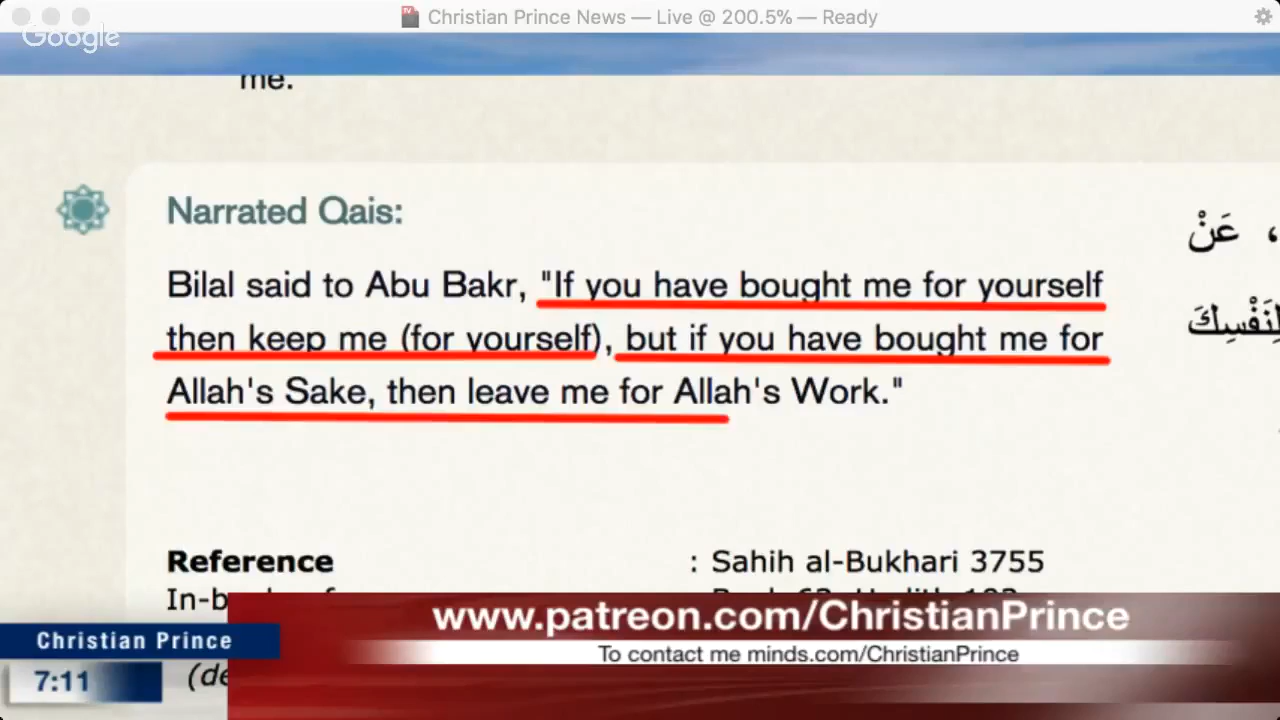 Christian Prince News — Live @ 200.5% — Ready
Google
me.
Narrated Qais:
عَنْ ،
Bilal said to Abu Bakr, "If you have bought me for yourself
then keep me (for yourself), but if you have bought me for
لِنَفْسِكَ
Allah's Sake, then leave me for Allah's Work."
Reference : Sahih al-Bukhari 3755
In-b
www.patreon.com/ChristianPrince
Christian Prince
To contact me minds.com/ChristianPrince
7:11
(de